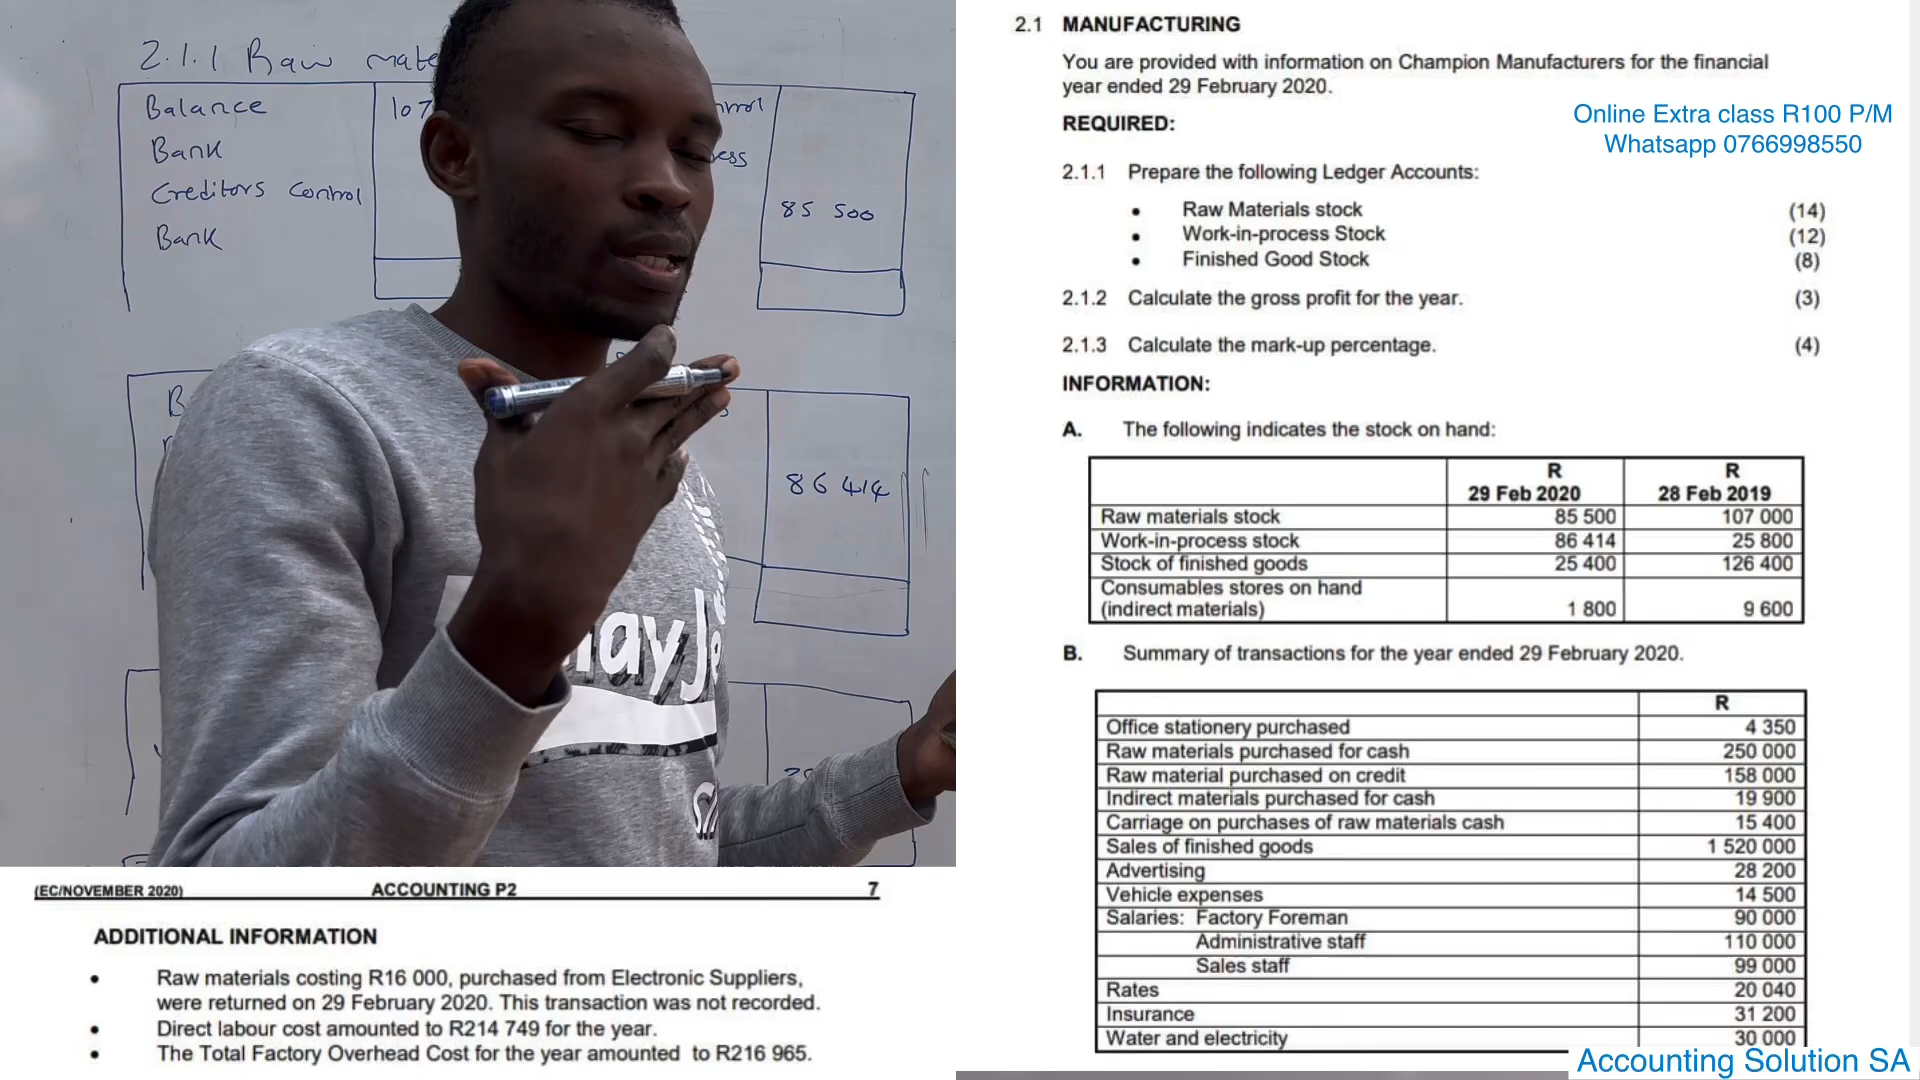 2.1.1 Raw
Balance
107
Bank
Creditors Control
Bank
85 500
86 414
2.1 MANUFACTURING
You are provided with information on Champion Manufacturers for the financial
year ended 29 February 2020.
Online Extra class R100 P/M
Whatsapp 0766998550
REQUIRED:
2.1.1 Prepare the following Ledger Accounts:
• Raw Materials stock (14)
• Work-in-process Stock (12)
• Finished Good Stock (8)
2.1.2 Calculate the gross profit for the year. (3)
2.1.3 Calculate the mark-up percentage. (4)
INFORMATION:
A. The following indicates the stock on hand:
R R
29 Feb 2020 28 Feb 2019
Raw materials stock 85 500 107 000
Work-in-process stock 86 414 25 800
Stock of finished goods 25 400 126 400
Consumables stores on hand
(indirect materials) 1 800 9 600
B. Summary of transactions for the year ended 29 February 2020.
R
Office stationery purchased 4 350
Raw materials purchased for cash 250 000
Raw material purchased on credit 158 000
Indirect materials purchased for cash 19 900
Carriage on purchases of raw materials cash 15 400
Sales of finished goods 1 520 000
Advertising 28 200
Vehicle expenses 14 500
Salaries: Factory Foreman 90 000
Administrative staff 110 000
Sales staff 99 000
Rates 20 040
Insurance 31 200
Water and electricity 30 000
Accounting Solution SA
(EC/NOVEMBER 2020) ACCOUNTING P2 7
ADDITIONAL INFORMATION
• Raw materials costing R16 000, purchased from Electronic Suppliers,
were returned on 29 February 2020. This transaction was not recorded.
• Direct labour cost amounted to R214 749 for the year.
• The Total Factory Overhead Cost for the year amounted to R216 965.